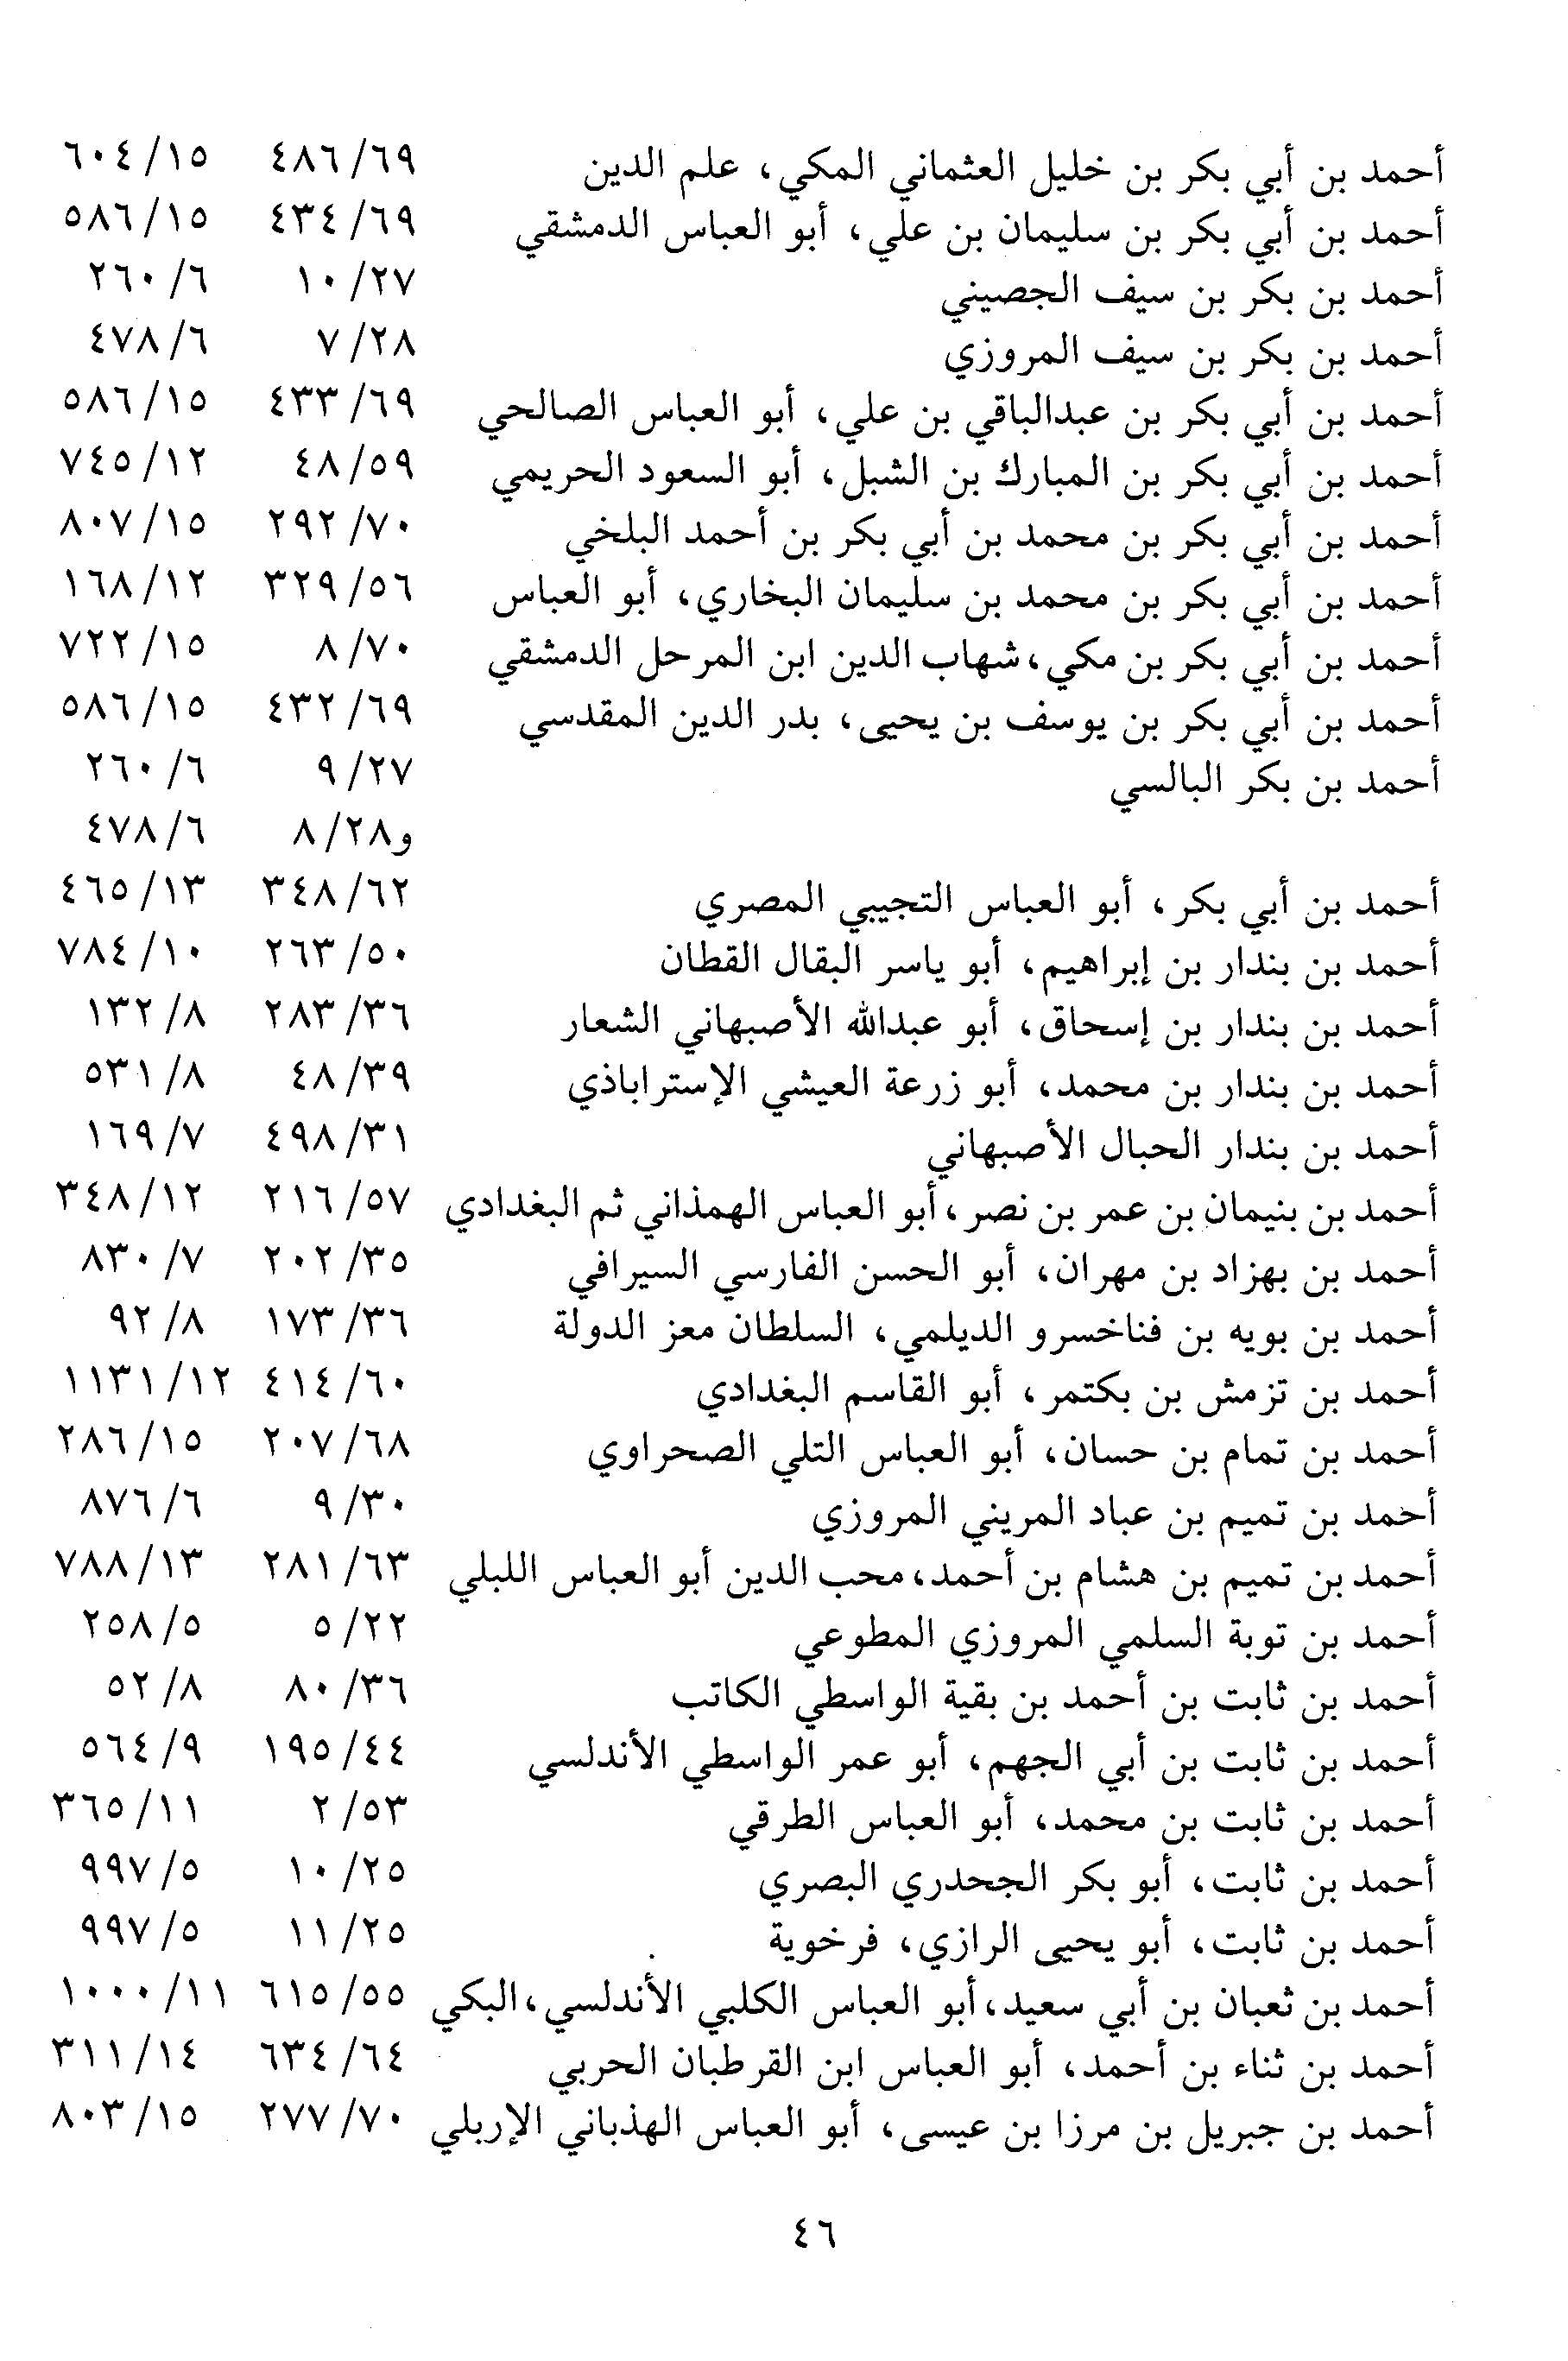 أحمد بن أبي بكر بن خليل العثماني المكي، علم الدين ٤٨٦/٦٩ ٦٠٤/١٥
أحمد بن أبي بكر بن سليمان بن علي، أبو العباس الدمشقي ٤٣٤/٦٩ ٥٨٦/١٥
أحمد بن بكر بن سيف الجصيني ١٠/٢٧ ٢٦٠/٦
أحمد بن بكر بن سيف المروزي ٧/٢٨ ٤٧٨/٦
أحمد بن أبي بكر بن عبدالباقي بن علي، أبو العباس الصالحي ٤٣٣/٦٩ ٥٨٦/١٥
أحمد بن أبي بكر بن المبارك بن الشبل، أبو السعود الحريمي ٤٨/٥٩ ٧٤٥/١٢
أحمد بن أبي بكر بن محمد بن أبي بكر بن أحمد البلخي ٢٩٢/٧٠ ٨٠٧/١٥
أحمد بن أبي بكر بن محمد بن سليمان البخاري، أبو العباس ٣٢٩/٥٦ ١٦٨/١٢
أحمد بن أبي بكر بن مكي، شهاب الدين ابن المرحل الدمشقي ٨/٧٠ ٧٢٢/١٥
أحمد بن أبي بكر بن يوسف بن يحيى، بدر الدين المقدسي ٤٣٢/٦٩ ٥٨٦/١٥
أحمد بن بكر البالسي ٩/٢٧ ٢٦٠/٦
و٨/٢٨ ٤٧٨/٦
أحمد بن أبي بكر، أبو العباس التجيبي المصري ٣٤٨/٦٢ ٤٦٥/١٣
أحمد بن بندار بن إبراهيم، أبو ياسر البقال القطان ٢٦٣/٥٠ ٧٨٤/١٠
أحمد بن بندار بن إسحاق، أبو عبدالله الأصبهاني الشعار ٢٨٣/٣٦ ١٣٢/٨
أحمد بن بندار بن محمد، أبو زرعة العيشي الإستراباذي ٤٨/٣٩ ٥٣١/٨
أحمد بن بندار الحبال الأصبهاني ٤٩٨/٣١ ١٦٩/٧
أحمد بن بنيمان بن عمر بن نصر، أبو العباس الهمذاني ثم البغدادي ٢١٦/٥٧ ٣٤٨/١٢
أحمد بن بهزاد بن مهران، أبو الحسن الفارسي السيرافي ٢٠٢/٣٥ ٨٣٠/٧
أحمد بن بويه بن فناخسرو الديلمي، السلطان معز الدولة ١٧٣/٣٦ ٩٢/٨
أحمد بن تزمش بن بكتمر، أبو القاسم البغدادي ٤١٤/٦٠ ١١٣١/١٢
أحمد بن تمام بن حسان، أبو العباس التلي الصحراوي ٢٠٧/٦٨ ٢٨٦/١٥
أحمد بن تميم بن عباد المريني المروزي ٩/٣٠ ٨٧٦/٦
أحمد بن تميم بن هشام بن أحمد، محب الدين أبو العباس اللبلي ٢٨١/٦٣ ٧٨٨/١٣
أحمد بن توبة السلمي المروزي المطوعي ٥/٢٢ ٢٥٨/٥
أحمد بن ثابت بن أحمد بن بقية الواسطي الكاتب ٨٠/٣٦ ٥٢/٨
أحمد بن ثابت بن أبي الجهم، أبو عمر الواسطي الأندلسي ١٩٥/٤٤ ٥٦٤/٩
أحمد بن ثابت بن محمد، أبو العباس الطرقي ٢/٥٣ ٣٦٥/١١
أحمد بن ثابت، أبو بكر الجحدري البصري ١٠/٢٥ ٩٩٧/٥
أحمد بن ثابت، أبو يحيى الرازي، فرخوية ١١/٢٥ ٩٩٧/٥
أحمد بن ثعبان بن أبي سعيد، أبو العباس الكلبي الأندلسي، البكي ٦١٥/٥٥ ١٠٠٠/١١
أحمد بن ثناء بن أحمد، أبو العباس ابن القرطبان الحربي ٦٣٤/٦٤ ٣١١/١٤
أحمد بن جبريل بن مرزا بن عيسى، أبو العباس الهذباني الإربلي ٢٧٧/٧٠ ٨٠٣/١٥
٤٦